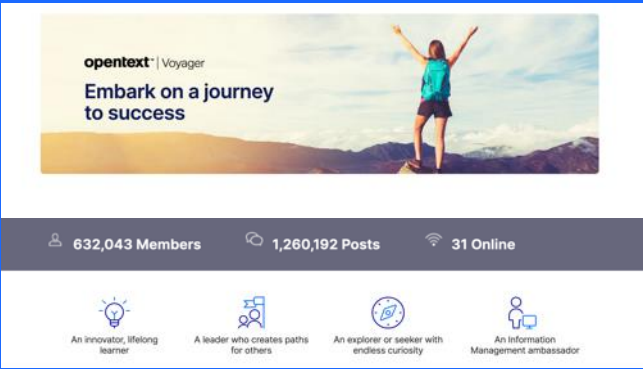 opentext™ | Voyager
Embark on a journey
to success
632,043 Members
1,260,192 Posts
31 Online
An innovator, lifelong
learner
A leader who creates paths
for others
An explorer or seeker with
endless curiosity
An Information
Management ambassador